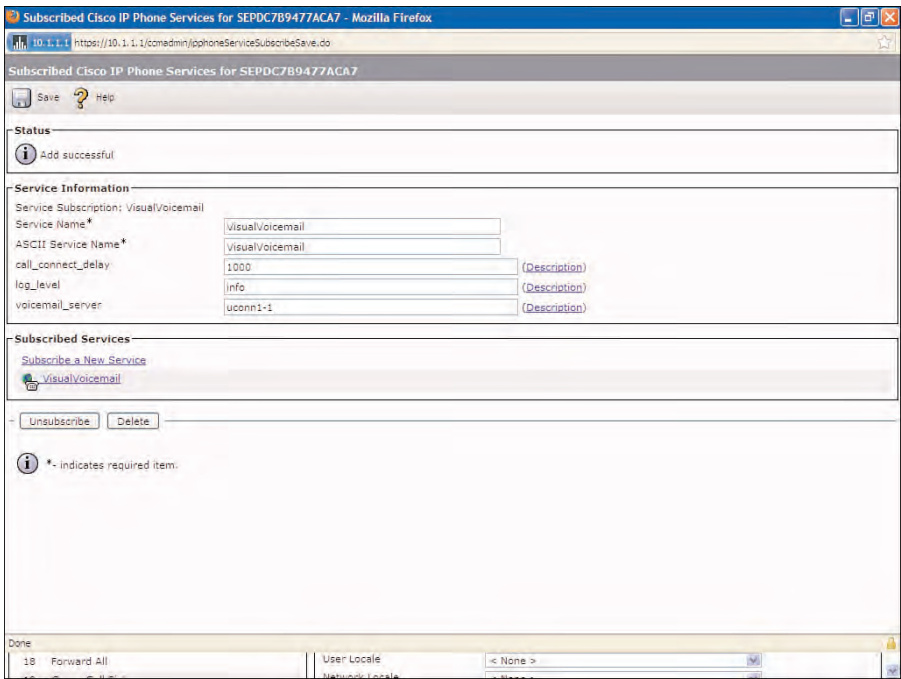 Subscribed Cisco IP Phone Services for SEPDC7B9477ACA7 - Mozilla Firefox
10.1.1.1 https://10.1.1.1/ccmadmin/ipphoneServiceSubscribeSave.do
Subscribed Cisco IP Phone Services for SEPDC7B9477ACA7
Save Help
Status
Add successful
Service Information
Service Subscription: VisualVoicemail
Service Name* VisualVoicemail
ASCII Service Name* VisualVoicemail
call_connect_delay 1000 (Description)
log_level info (Description)
voicemail_server uconn1-1 (Description)
Subscribed Services
Subscribe a New Service
VisualVoicemail
Unsubscribe Delete
*- indicates required item.
Done
18 Forward All User Locale < None >
Network Locale < None >